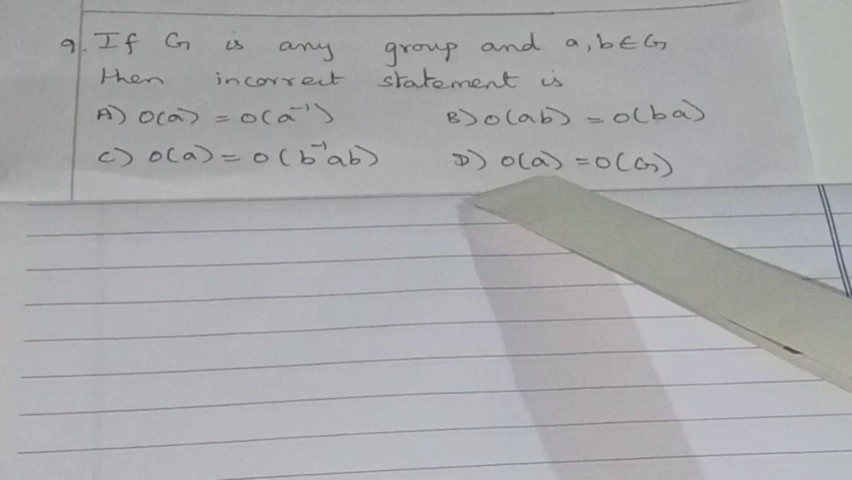 9. If G is any group and a, b ∈ G
then incorrect statement is
A) O(a) = O(a⁻¹) B) O(ab) = O(ba)
C) O(a) = O(b⁻¹ab) D) O(a) = O(G)